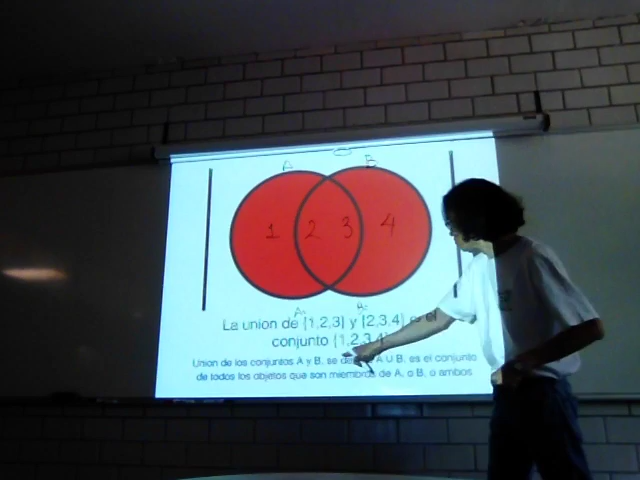 A B
1 2 3 4
A= B=
La union de {1,2,3} y {2,3,4} es el
conjunto {1,2,3,4}
Union de los conjuntos A y B, se A U B, es el conjunto
de todos los objetos que son miembros de A, o B, o ambos